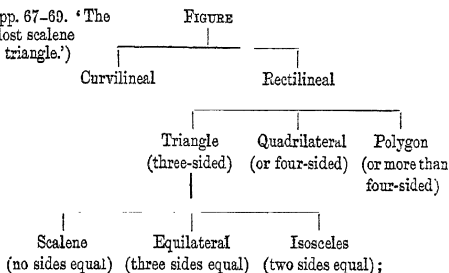 pp. 67–69. ‘The
lost scalene
triangle.’)
FIGURE
Curvilineal Rectilineal
Triangle Quadrilateral Polygon
(three-sided) (or four-sided) (or more than
four-sided)
Scalene Equilateral Isosceles
(no sides equal) (three sides equal) (two sides equal);